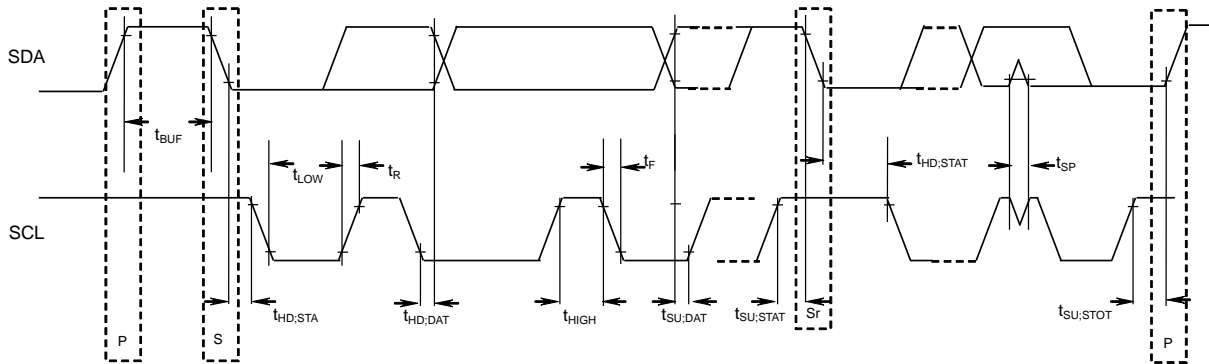 SDA
tBUF
tLOW
tR
tF
tHD;STAT
tSP
SCL
tHD;STA
tHD;DAT
tHIGH
tSU;DAT
tSU;STAT
Sr
tSU;STOT
P
S
P